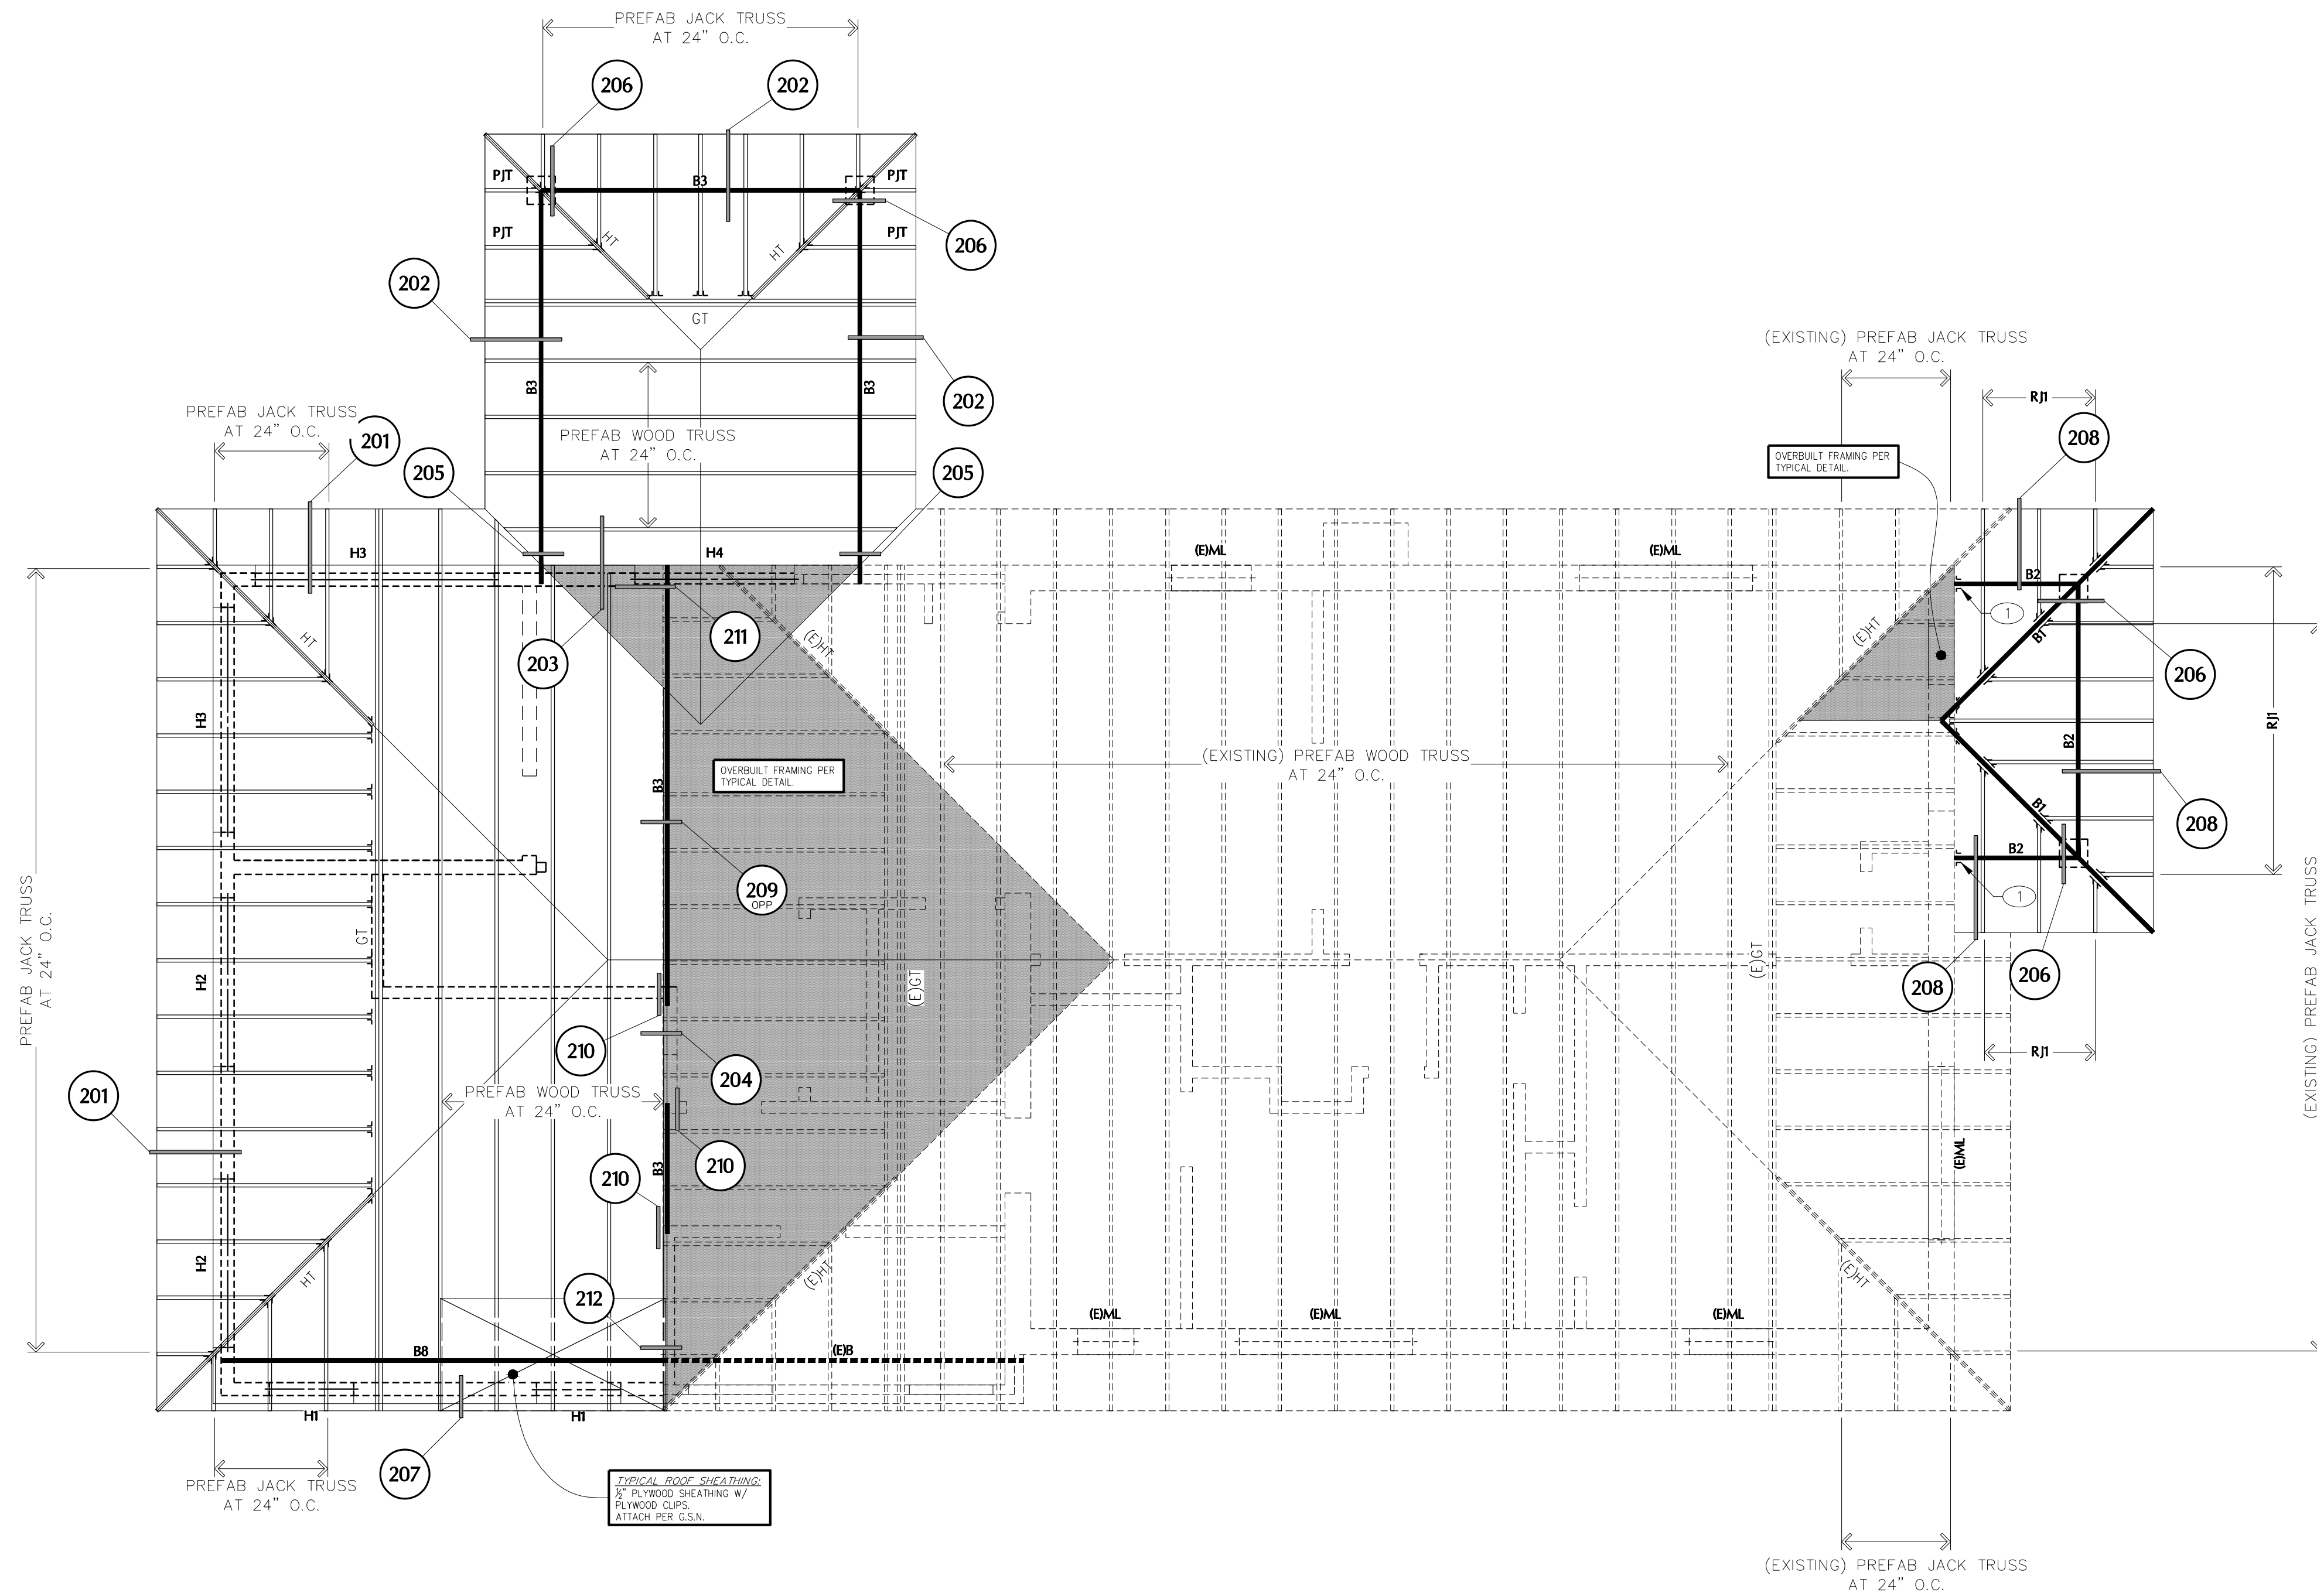 PREFAB JACK TRUSS
AT 24" O.C.
206
202
PJT
B3
PJT
PJT
PJT
HT
HT
206
202
GT
202
(EXISTING) PREFAB JACK TRUSS
AT 24" O.C.
B3
B3
RJ1
PREFAB JACK TRUSS
AT 24" O.C.
201
PREFAB WOOD TRUSS
AT 24" O.C.
208
OVERBUILT FRAMING PER
TYPICAL DETAIL.
205
205
H3
H4
(E)ML
(E)ML
B2
1
HT
(E)HT
211
203
(E)HT
B1
206
H3
RJ1
B3
OVERBUILT FRAMING PER
TYPICAL DETAIL.
(EXISTING) PREFAB WOOD TRUSS
AT 24" O.C.
B2
B1
208
B2
209
OPP
1
PREFAB JACK TRUSS
AT 24" O.C.
GT
H2
(E)GT
(E)GT
208
206
(EXISTING) PREFAB JACK TRUSS
AT 24" O.C.
210
204
RJ1
201
PREFAB WOOD TRUSS
AT 24" O.C.
210
210
B3
(E)ML
H2
HT
(E)HT
(E)HT
212
(E)ML
(E)ML
(E)ML
B8
(E)B
H1
H1
207
PREFAB JACK TRUSS
AT 24" O.C.
TYPICAL ROOF SHEATHING:
½" PLYWOOD SHEATHING W/
PLYWOOD CLIPS.
ATTACH PER G.S.N.
(EXISTING) PREFAB JACK TRUSS
AT 24" O.C.